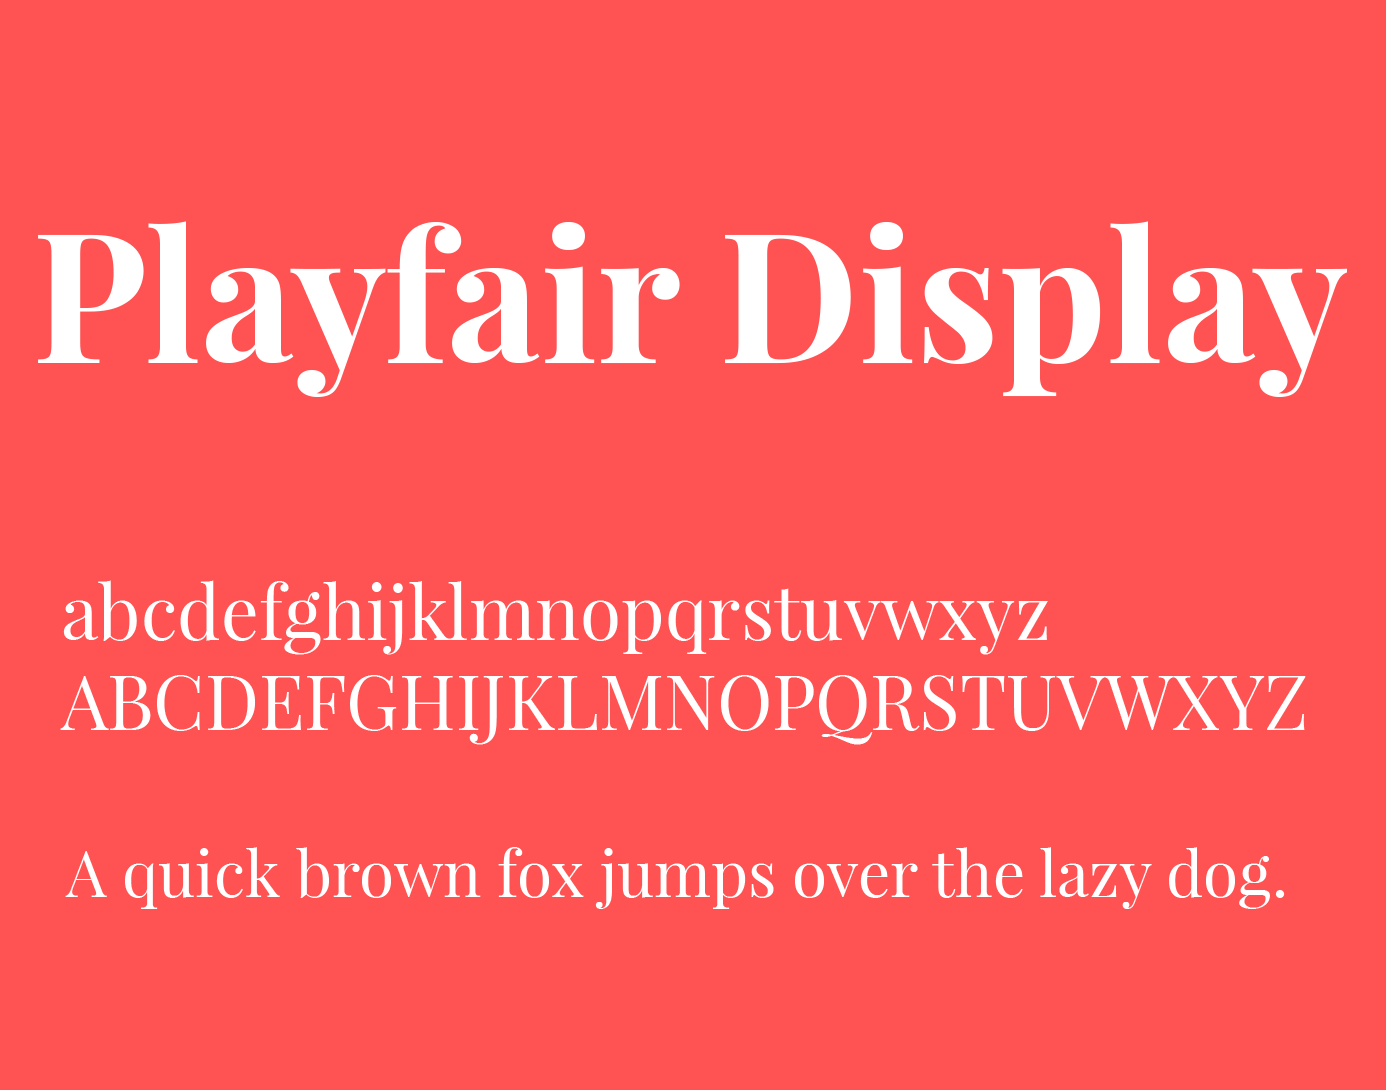 Playfair Display
abcdefghijklmnopqrstuvwxyz
ABCDEFGHIJKLMNOPQRSTUVWXYZ
A quick brown fox jumps over the lazy dog.